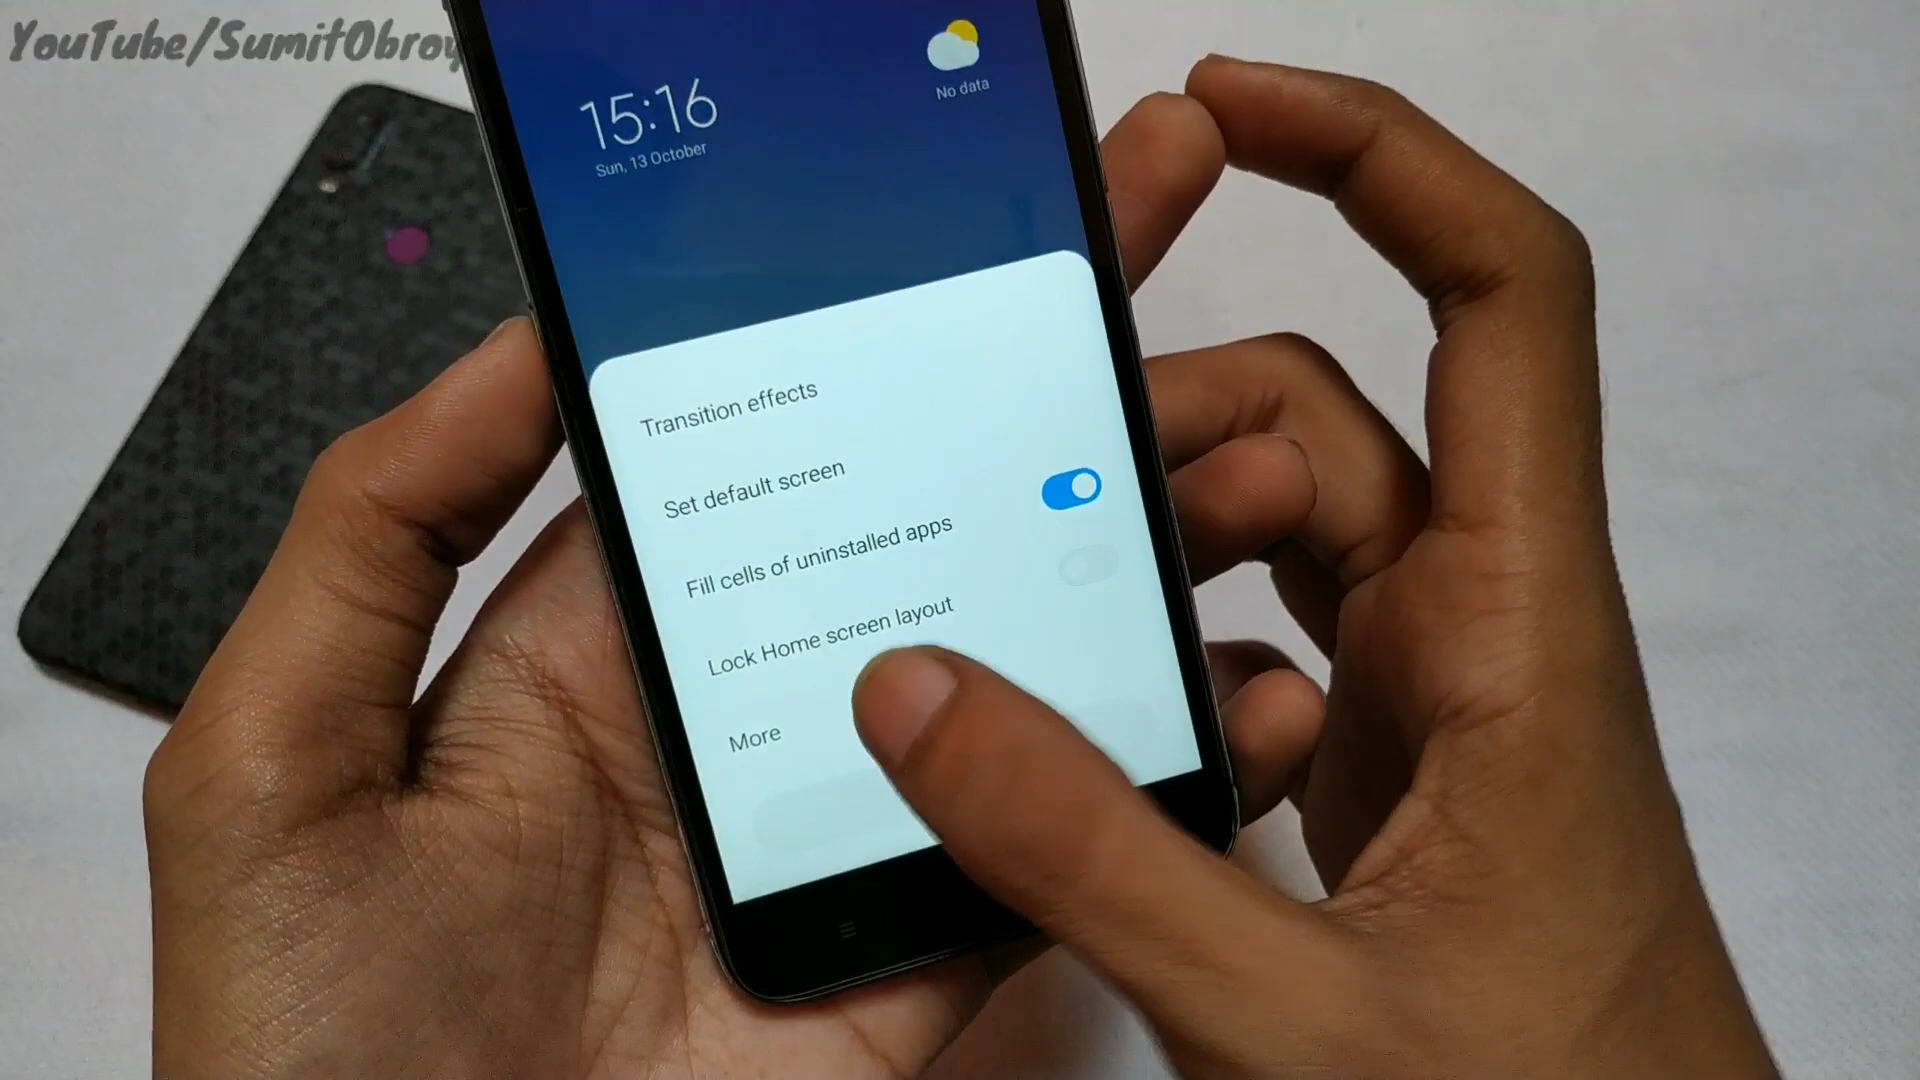 YouTube/SumitObroy
15:16
Sun, 13 October
No data
Transition effects
Set default screen
Fill cells of uninstalled apps
Lock Home screen layout
More